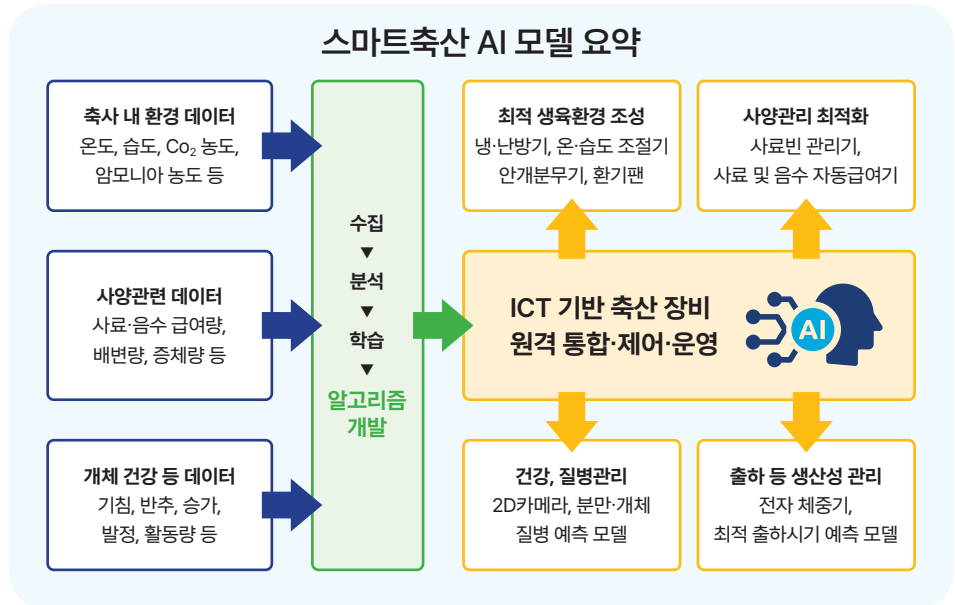 스마트축산 AI 모델 요약
축사 내 환경 데이터
온도, 습도, Co₂ 농도,
암모니아 농도 등
사양관련 데이터
사료·음수 급여량,
배변량, 증체량 등
개체 건강 등 데이터
기침, 반추, 승가,
발정, 활동량 등
수집
▼
분석
▼
학습
▼
알고리즘
개발
최적 생육환경 조성
냉·난방기, 온·습도 조절기
안개분무기, 환기팬
사양관리 최적화
사료빈 관리기,
사료 및 음수 자동급여기
ICT 기반 축산 장비
원격 통합·제어·운영
AI
건강, 질병관리
2D카메라, 분만·개체
질병 예측 모델
출하 등 생산성 관리
전자 체중기,
최적 출하시기 예측 모델